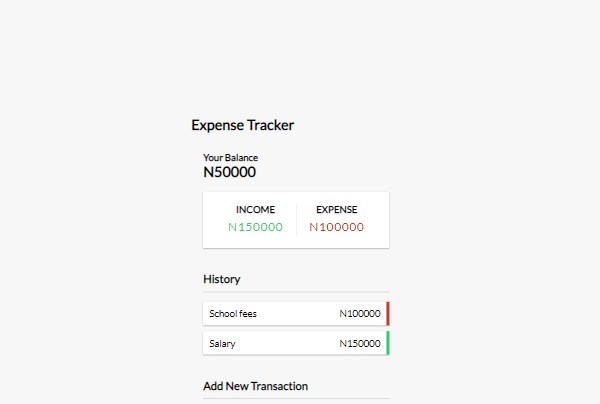 Expense Tracker
Your Balance
N50000
INCOME EXPENSE
N150000 N100000
History
School fees N100000
Salary N150000
Add New Transaction